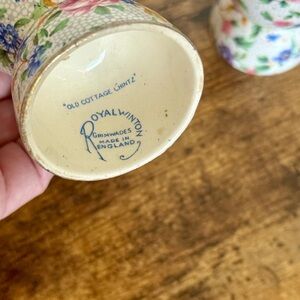 "OLD COTTAGE CHINTZ"
ROYAL WINTON
GRIMWADES
MADE IN
ENGLAND